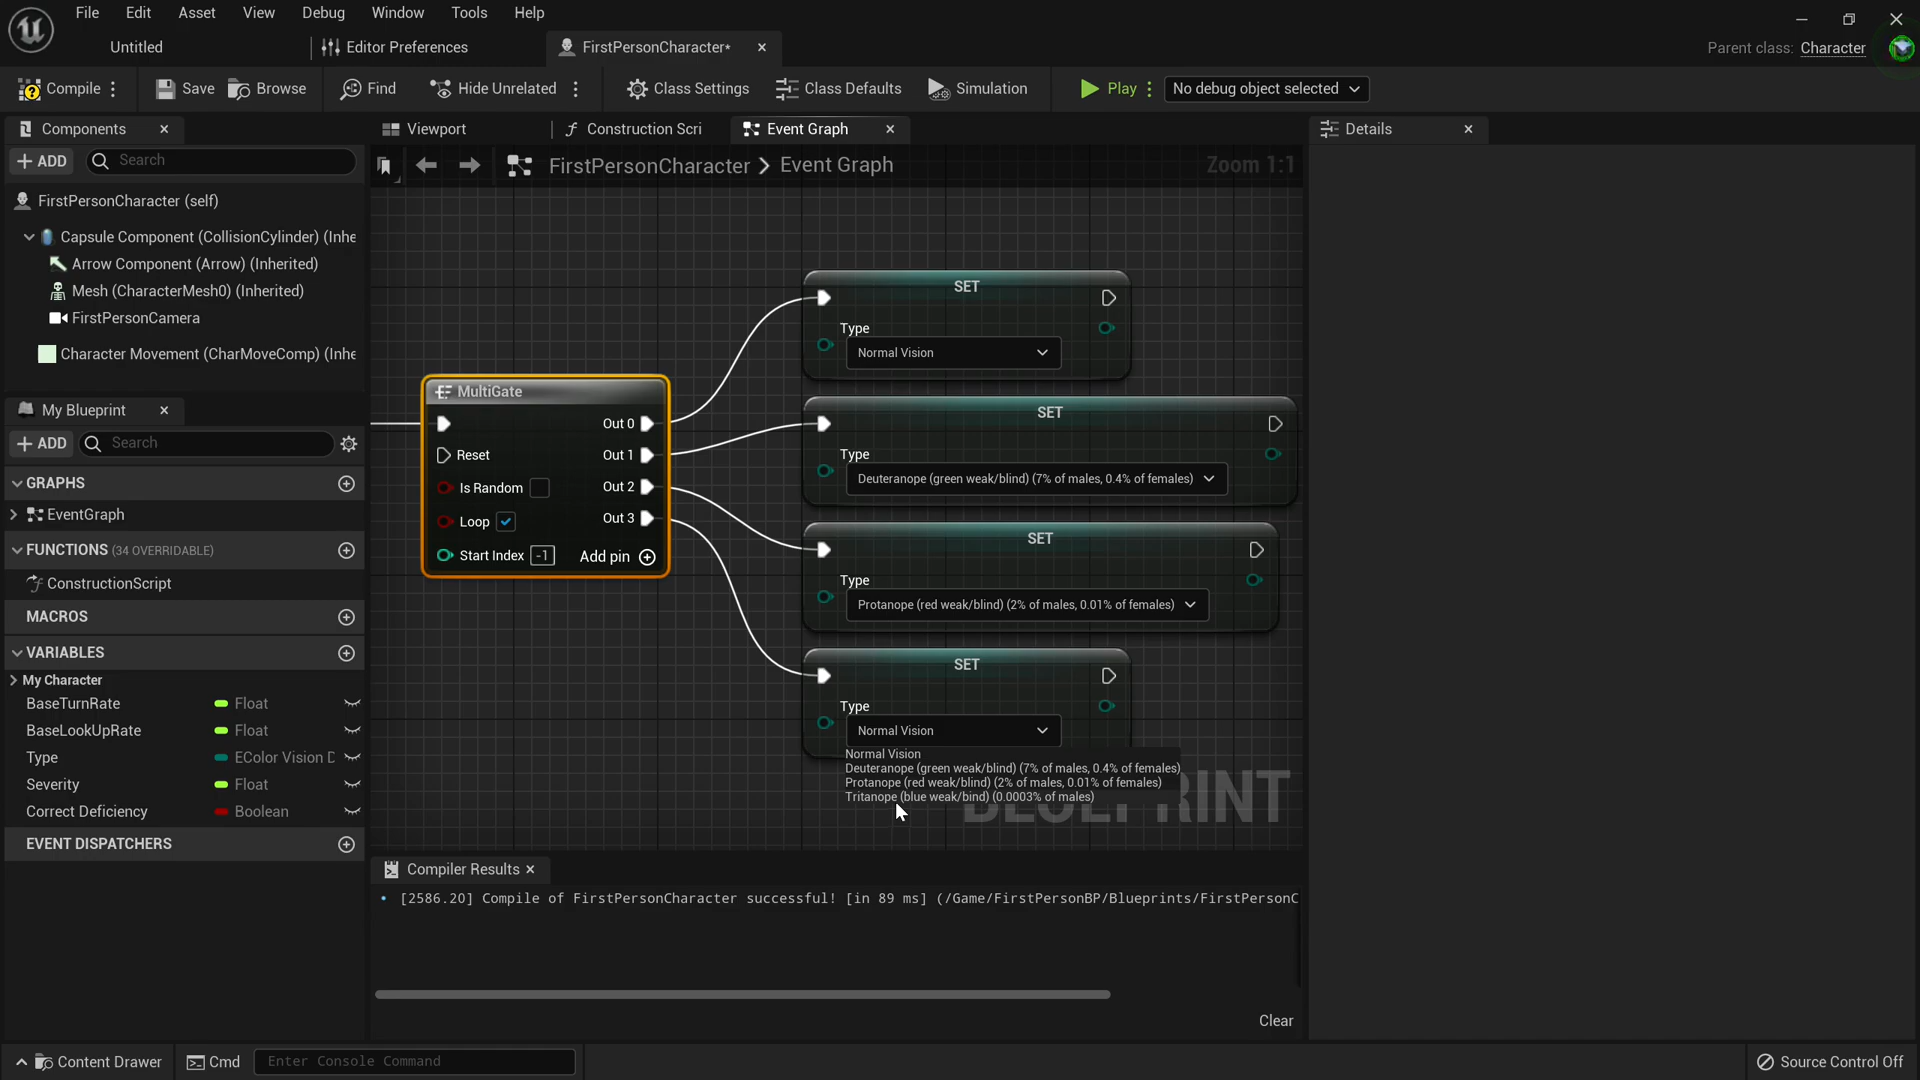 File Edit Asset View Debug Window Tools Help
Untitled Editor Preferences FirstPersonCharacter* Parent class: Character
Compile Save Browse Find Hide Unrelated Class Settings Class Defaults Simulation Play No debug object selected
Components Viewport Construction Scri Event Graph Details
ADD Search FirstPersonCharacter Event Graph Zoom 1:1
FirstPersonCharacter (self)
Capsule Component (CollisionCylinder) (Inhe
Arrow Component (Arrow) (Inherited)
Mesh (CharacterMesh0) (Inherited)
FirstPersonCamera
Character Movement (CharMoveComp) (Inhe
My Blueprint
ADD Search
GRAPHS
EventGraph
FUNCTIONS (34 OVERRIDABLE)
ConstructionScript
MACROS
VARIABLES
My Character
BaseTurnRate Float
BaseLookUpRate Float
Type EColor Vision D
Severity Float
Correct Deficiency Boolean
EVENT DISPATCHERS
MultiGate
Out 0
Reset Out 1
Is Random Out 2
Loop Out 3
Start Index -1 Add pin
SET
Type
Normal Vision
SET
Type
Deuteranope (green weak/blind) (7% of males, 0.4% of females)
SET
Type
Protanope (red weak/blind) (2% of males, 0.01% of females)
SET
Type
Normal Vision
Normal Vision
Deuteranope (green weak/blind) (7% of males, 0.4% of females)
Protanope (red weak/blind) (2% of males, 0.01% of females)
Tritanope (blue weak/bind) (0.0003% of males)
BLUEPRINT
Compiler Results
[2586.20] Compile of FirstPersonCharacter successful! [in 89 ms] (/Game/FirstPersonBP/Blueprints/FirstPersonC
Clear
Content Drawer Cmd Enter Console Command Source Control Off